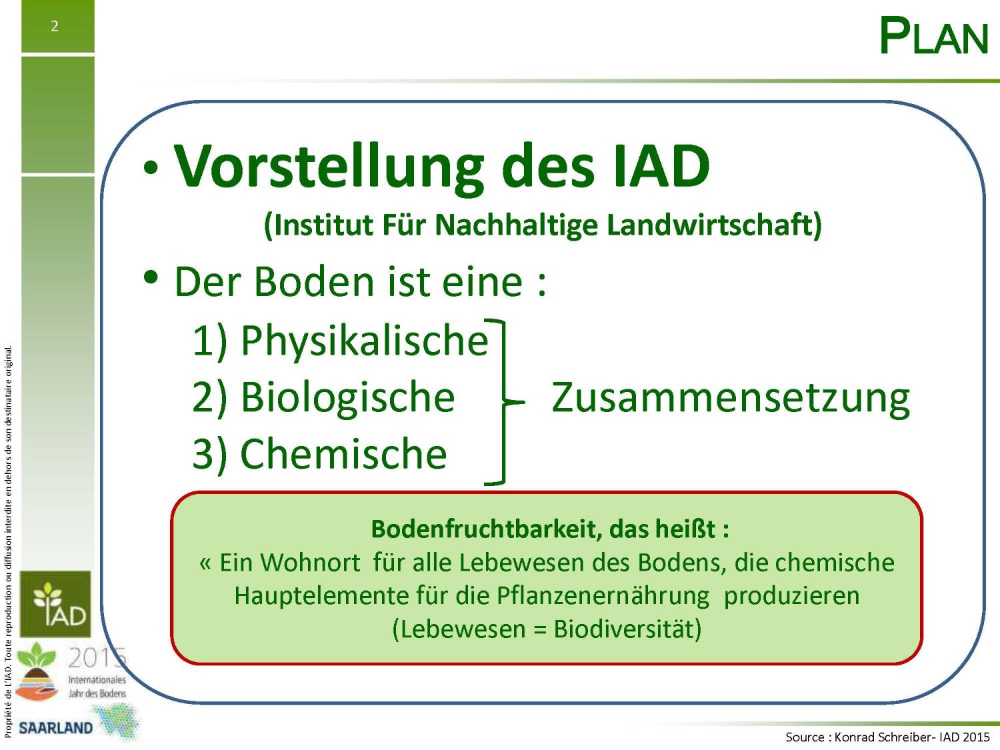 2
PLAN
• Vorstellung des IAD
(Institut Für Nachhaltige Landwirtschaft)
• Der Boden ist eine :
1) Physikalische
2) Biologische
Zusammensetzung
3) Chemische
Bodenfruchtbarkeit, das heißt :
« Ein Wohnort für alle Lebewesen des Bodens, die chemische
Hauptelemente für die Pflanzenernährung produzieren
(Lebewesen = Biodiversität)
Propriété de L'IAD. Toute reproduction ou diffusion interdite en dehors de son destinataire original.
IAD
2015
Internationales
Jahr des Bodens
SAARLAND
Source : Konrad Schreiber- IAD 2015